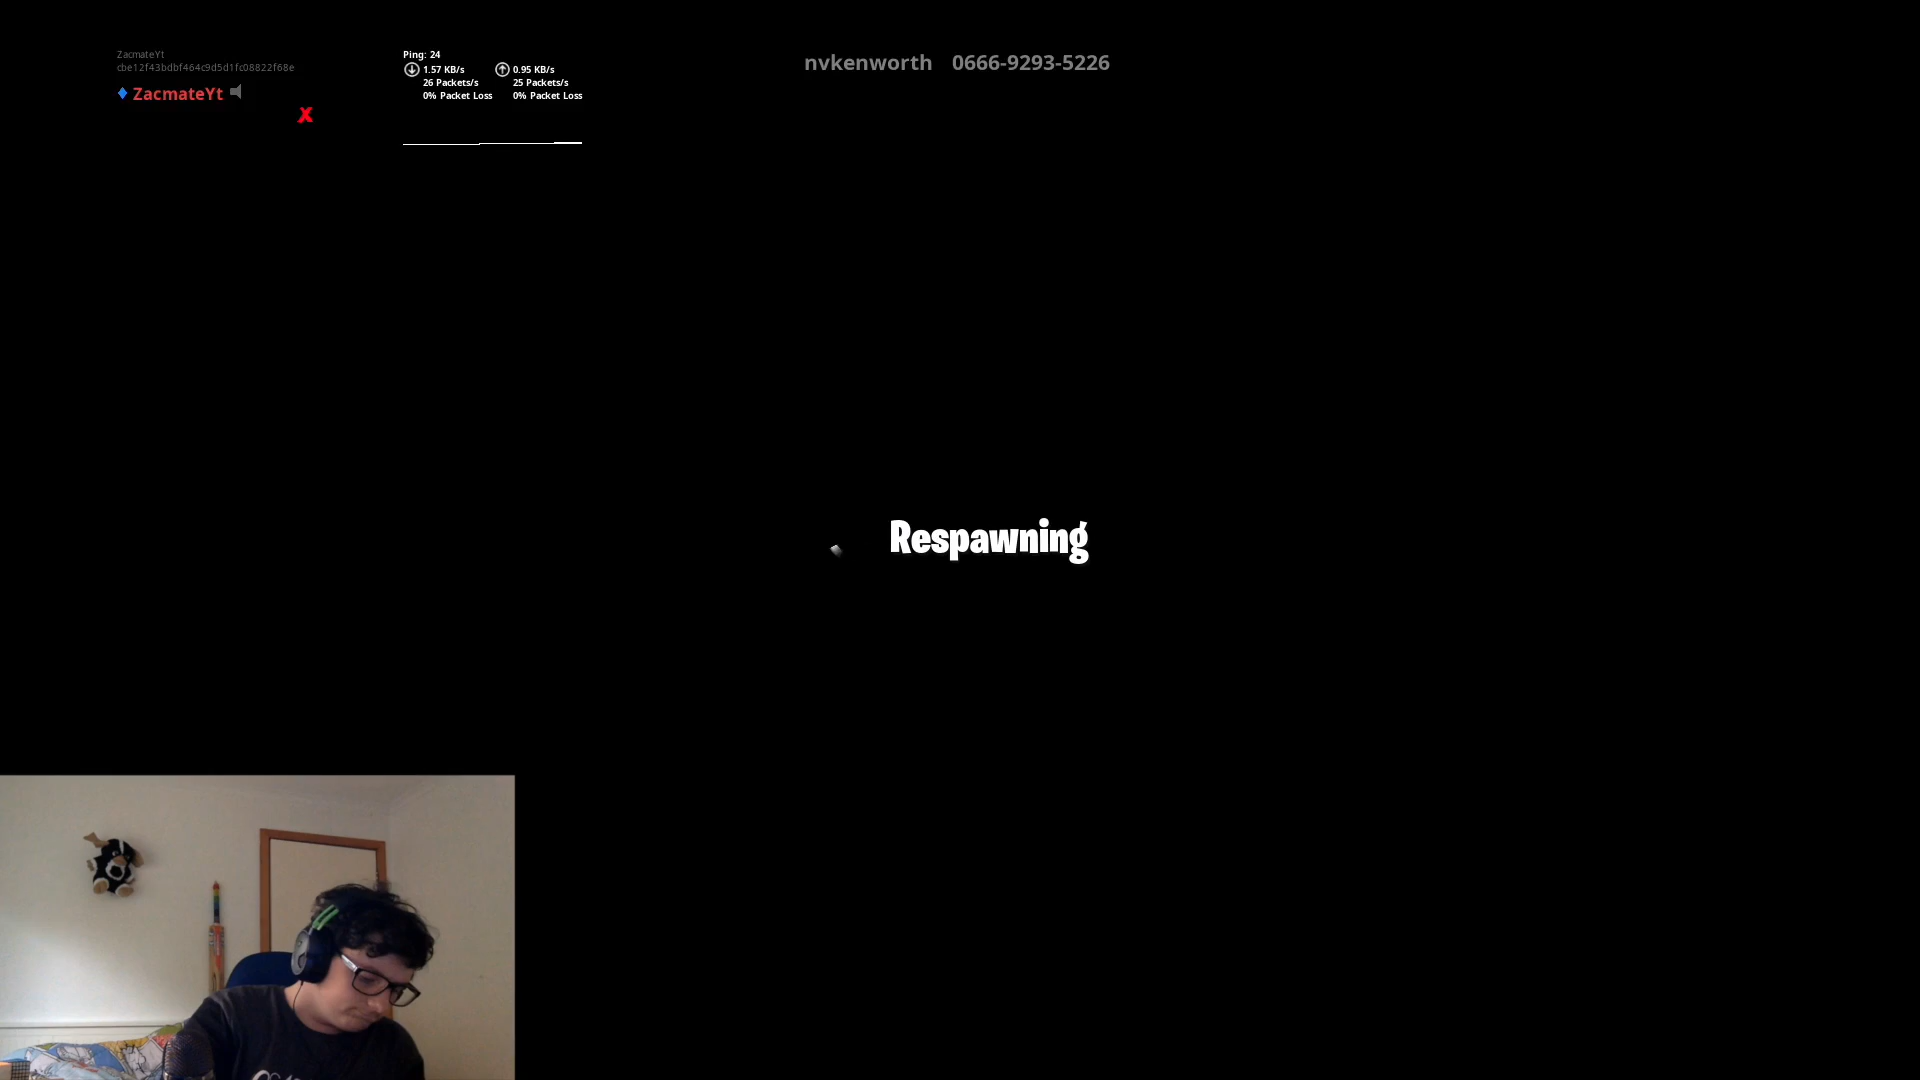 ZacmateYt
cbe12f43bdbf464c9d5d1fc08822f68e
ZacmateYt
X
Ping: 24
1.57 KB/s 0.95 KB/s
26 Packets/s 25 Packets/s
0% Packet Loss 0% Packet Loss
nvkenworth 0666-9293-5226
Respawning